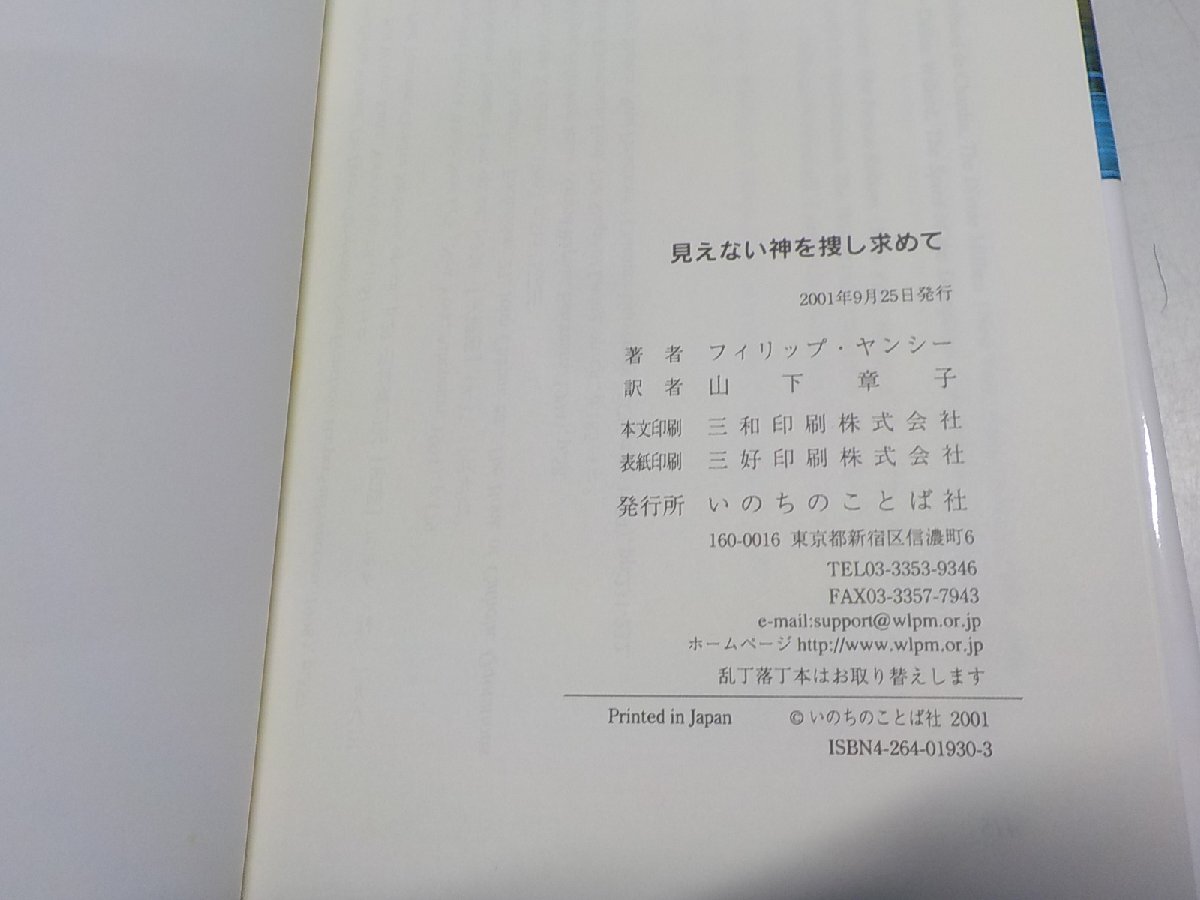 見えない神を捜し求めて
2001年9月25日発行
著者 フィリップ・ヤンシー
訳者 山下章子
本文印刷 三和印刷株式会社
表紙印刷 三好印刷株式会社
発行所 いのちのことば社
160-0016 東京都新宿区信濃町6
TEL03-3353-9346
FAX03-3357-7943
e-mail:support@wlpm.or.jp
ホームページ http://www.wlpm.or.jp
乱丁落丁本はお取り替えします
Printed in Japan © いのちのことば社 2001
ISBN4-264-01930-3